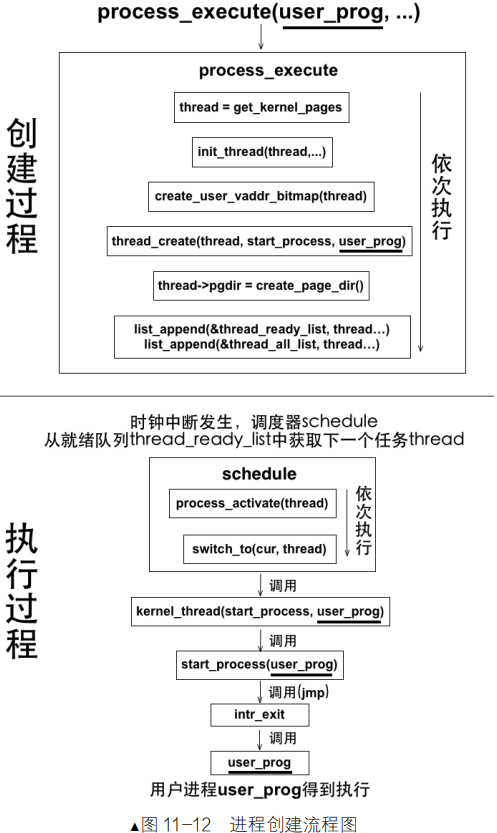 process_execute(user_prog, ...)
创建过程
process_execute
thread = get_kernel_pages
init_thread(thread,...)
create_user_vaddr_bitmap(thread)
thread_create(thread, start_process, user_prog)
thread->pgdir = create_page_dir()
list_append(&thread_ready_list, thread…)
list_append(&thread_all_list, thread…)
依次执行
执行过程
时钟中断发生，调度器schedule
从就绪队列thread_ready_list中获取下一个任务thread
schedule
process_activate(thread)
switch_to(cur, thread)
依次执行
调用
kernel_thread(start_process, user_prog)
调用
start_process(user_prog)
调用(jmp)
intr_exit
调用
user_prog
用户进程user_prog得到执行
▲图 11-12 进程创建流程图